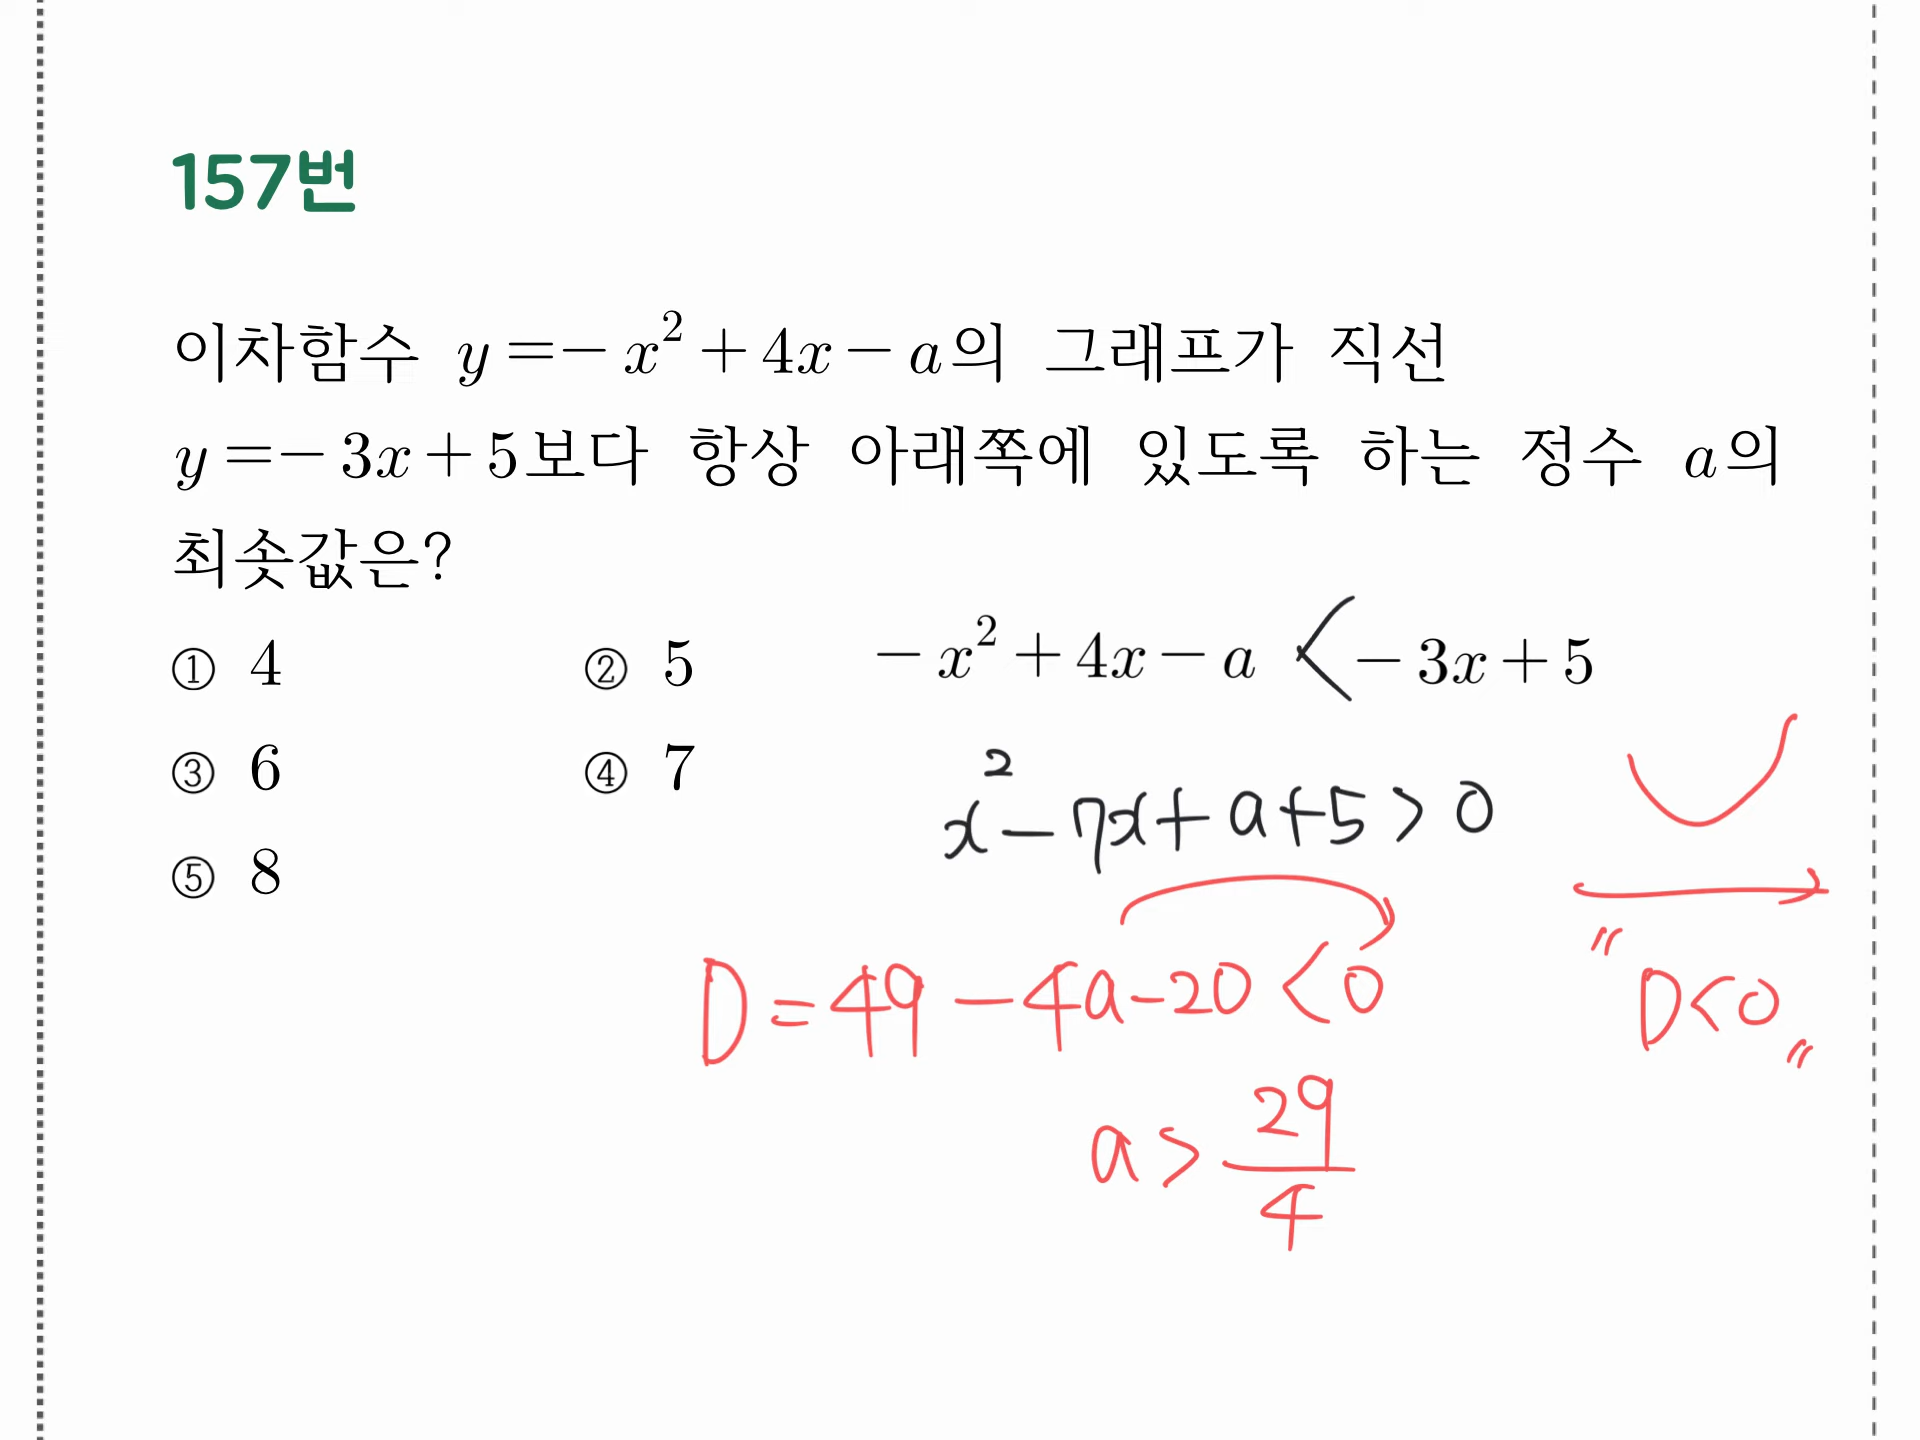 157번
이차함수 y=-x²+4x-a의 그래프가 직선
y=-3x+5보다 항상 아래쪽에 있도록 하는 정수 a의
최솟값은?
① 4 ② 5
③ 6 ④ 7
⑤ 8
-x²+4x-a < -3x+5
x²-7x+a+5>0
D=49-4a-20<0
"D<0"
a>29/4